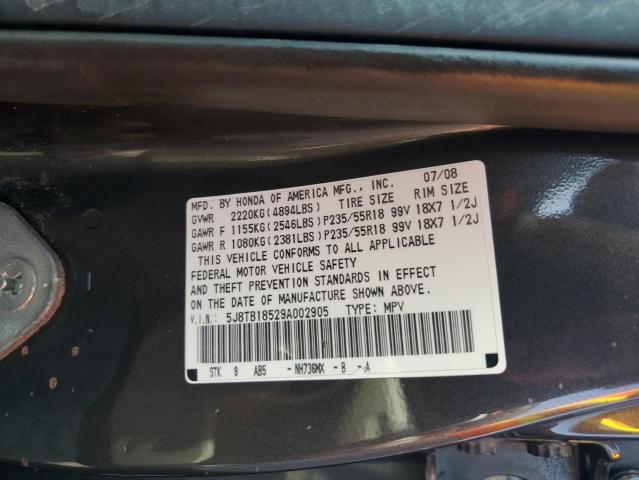 MFD. BY HONDA OF AMERICA MFG., INC. 07/08
GVWR 2220KG(4894LBS) TIRE SIZE RIM SIZE
GAWR F 1155KG(2546LBS)P235/55R18 99V 18X7 1/2J
GAWR R 1080KG(2381LBS)P235/55R18 99V 18X7 1/2J
THIS VEHICLE CONFORMS TO ALL APPLICABLE
FEDERAL MOTOR VEHICLE SAFETY
AND THEFT PREVENTION STANDARDS IN EFFECT
ON THE DATE OF MANUFACTURE SHOWN ABOVE.
V.I.N.: 5J8TB18529A002905 TYPE: MPV
STK 9 AB5 -NH736MX -B -A